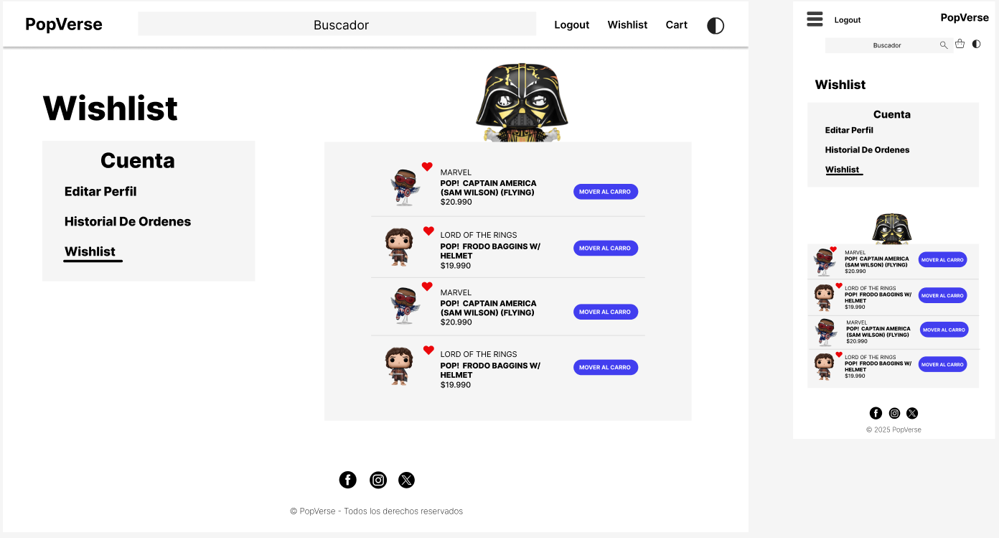 PopVerse
Buscador
Logout
Wishlist
Cart
Wishlist
Cuenta
Editar Perfil
Historial De Ordenes
Wishlist
MARVEL
POP! CAPTAIN AMERICA
(SAM WILSON) (FLYING)
$20.990
MOVER AL CARRO
LORD OF THE RINGS
POP! FRODO BAGGINS W/
HELMET
$19.990
MOVER AL CARRO
MARVEL
POP! CAPTAIN AMERICA
(SAM WILSON) (FLYING)
$20.990
MOVER AL CARRO
LORD OF THE RINGS
POP! FRODO BAGGINS W/
HELMET
$19.990
MOVER AL CARRO
© PopVerse - Todos los derechos reservados
Logout
PopVerse
Buscador
Wishlist
Cuenta
Editar Perfil
Historial De Ordenes
Wishlist
MARVEL
POP! CAPTAIN AMERICA
(SAM WILSON) (FLYING)
$20.990
MOVER AL CARRO
LORD OF THE RINGS
POP! FRODO BAGGINS W/
HELMET
$19.990
MOVER AL CARRO
MARVEL
POP! CAPTAIN AMERICA
(SAM WILSON) (FLYING)
$20.990
MOVER AL CARRO
LORD OF THE RINGS
POP! FRODO BAGGINS W/
HELMET
$19.990
MOVER AL CARRO
© 2025 PopVerse